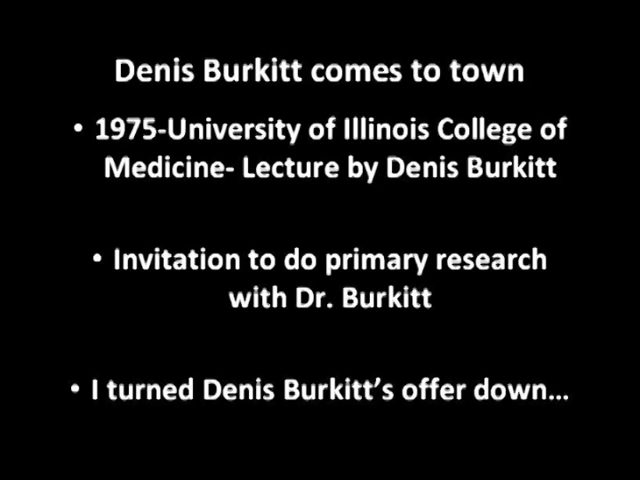 Denis Burkitt comes to town
• 1975-University of Illinois College of
Medicine- Lecture by Denis Burkitt
• Invitation to do primary research
with Dr. Burkitt
• I turned Denis Burkitt’s offer down...